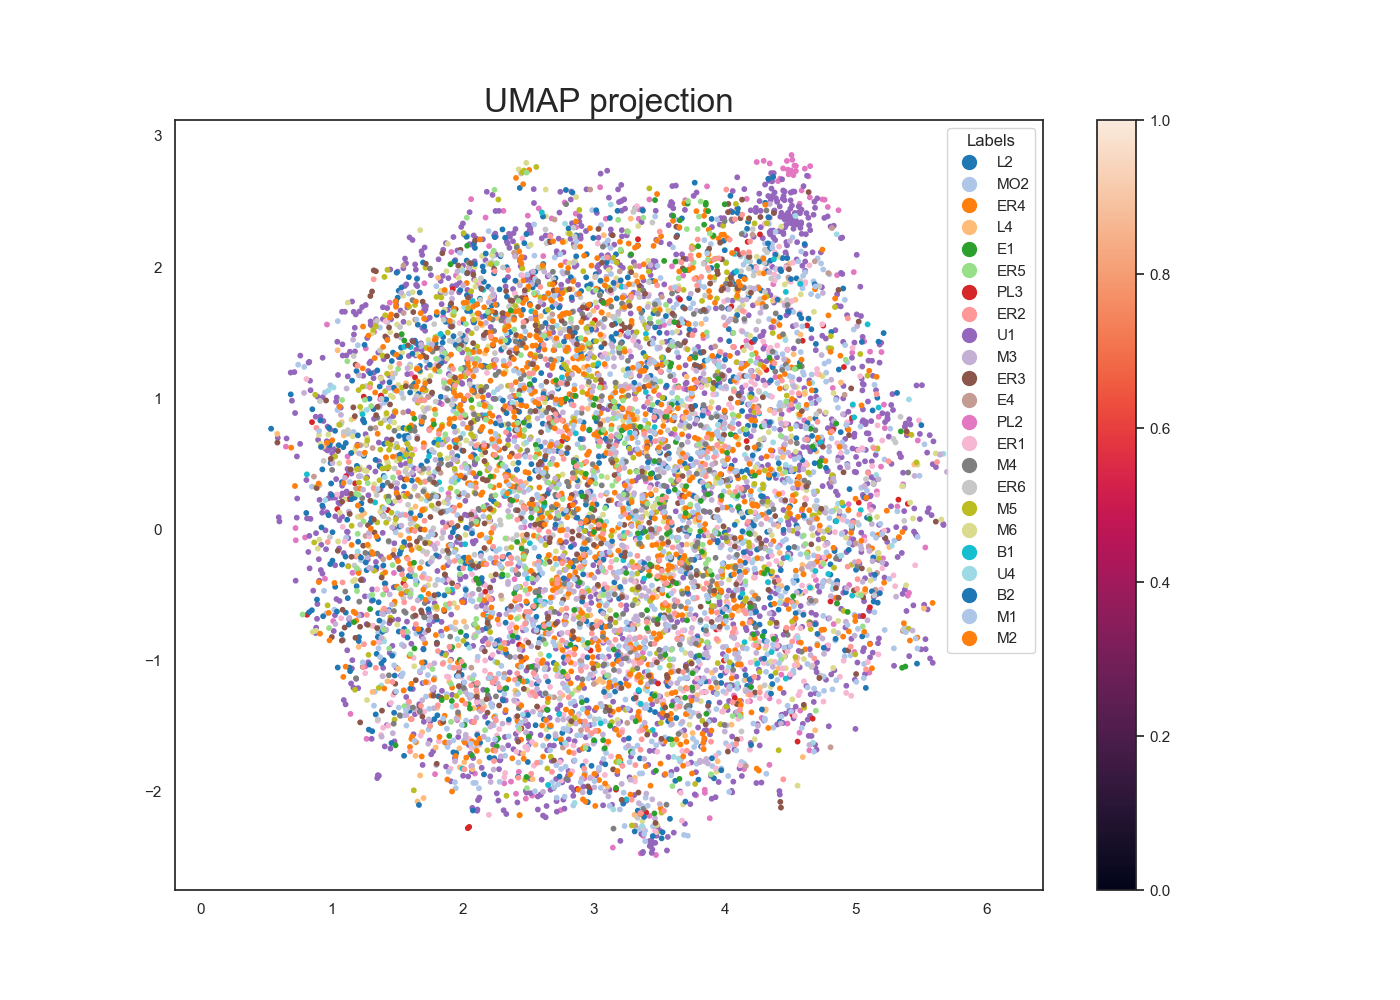 UMAP projection
3
2
1
0
−1
−2
0 1 2 3 4 5 6
Labels
L2
MO2
ER4
L4
E1
ER5
PL3
ER2
U1
M3
ER3
E4
PL2
ER1
M4
ER6
M5
M6
B1
U4
B2
M1
M2
1.0
0.8
0.6
0.4
0.2
0.0